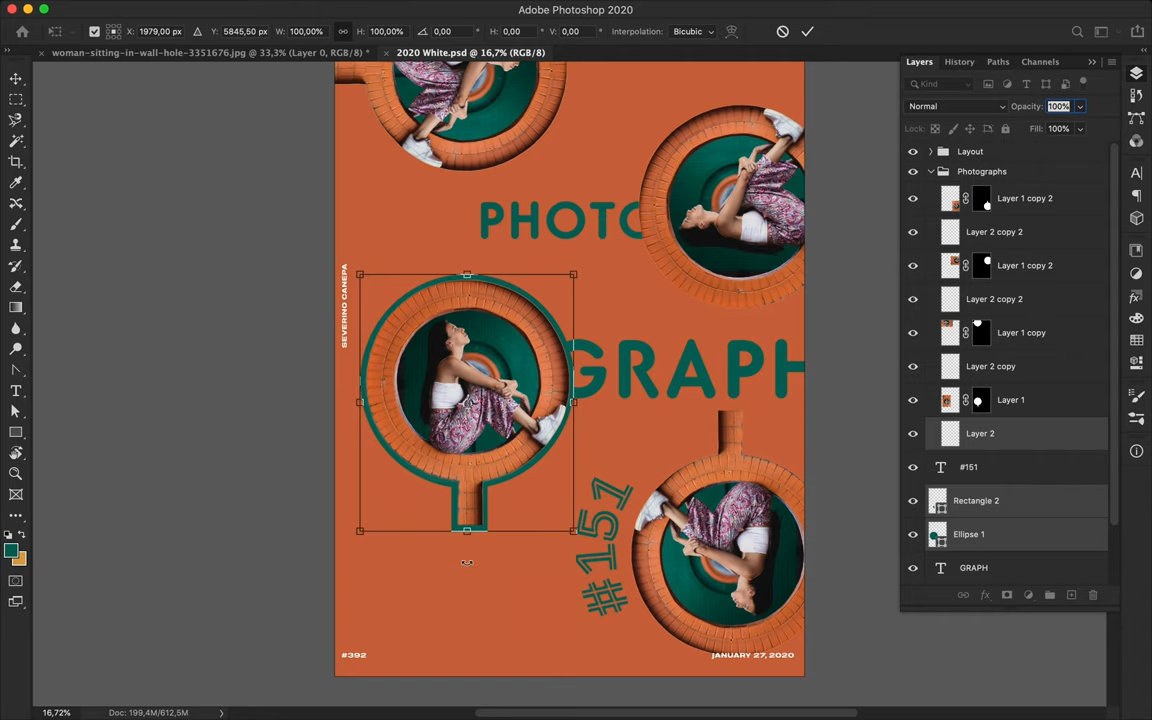 Adobe Photoshop 2020
X: 1979,00 px Y: 5845,50 px W: 100,00% H: 100,00% 0,00 ° H: 0,00 ° V: 0,00 ° Interpolation: Bicubic
woman-sitting-in-wall-hole-3351676.jpg @ 33,3% (Layer 0, RGB/8) *
2020 White.psd @ 16,7% (RGB/8)
Layers History Paths Channels
Kind
Normal Opacity: 100%
Lock: Fill: 100%
Layout
Photographs
Layer 1 copy 2
Layer 2 copy 2
Layer 1 copy 2
Layer 2 copy 2
Layer 1 copy
Layer 2 copy
Layer 1
Layer 2
#151
Rectangle 2
Ellipse 1
GRAPH
PHOTO
SEVERINO CANEPA
GRAPH
#151
#392
JANUARY 27, 2020
16,72% Doc: 199,4M/612,5M